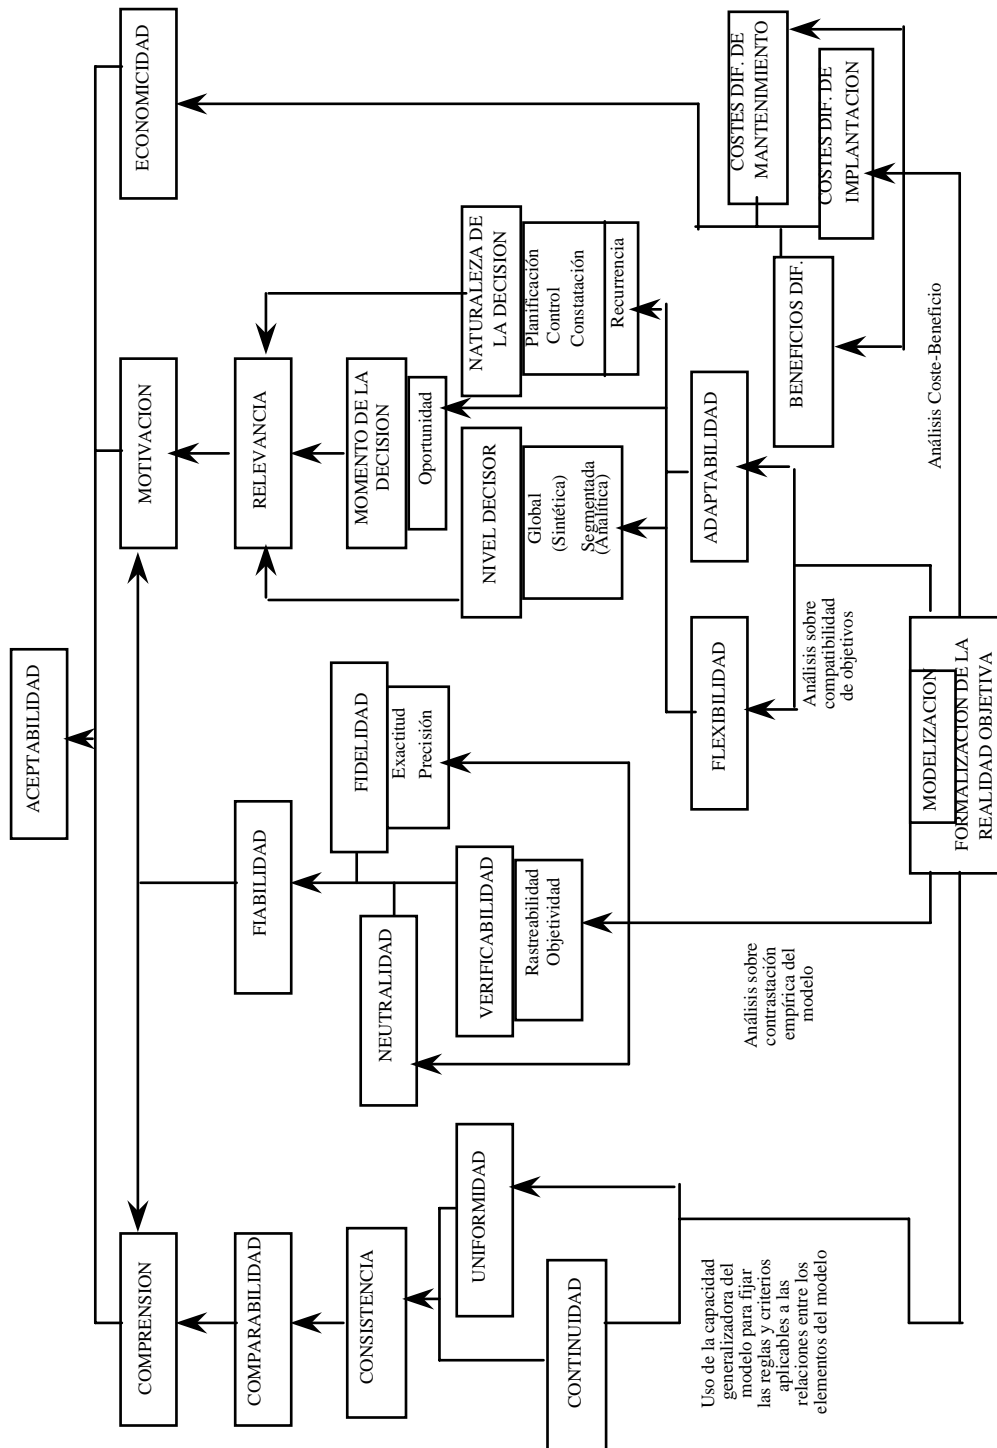 ACEPTABILIDAD
COMPRENSION
MOTIVACION
ECONOMICIDAD
COMPARABILIDAD
FIABILIDAD
RELEVANCIA
CONSISTENCIA
FIDELIDAD
Exactitud
Precisión
MOMENTO DE LA
DECISION
Oportunidad
NEUTRALIDAD
UNIFORMIDAD
VERIFICABILIDAD
Rastreabilidad
Objetividad
NIVEL DECISOR
Global
(Sintética)
Segmentada
(Añalítica)
NATURALEZA DE
LA DECISION
Planificación
Control
Constatación
Recurrencia
CONTINUIDAD
FLEXIBILIDAD
ADAPTABILIDAD
BENEFICIOS DIF.
COSTES DIF. DE
MANTENIMIENTO
COSTES DIF. DE
IMPLANTACION
Uso de la capacidad
generalizadora del
modelo para fijar
las reglas y criterios
aplicables a las
relaciones entre los
elementos del modelo
Análisis sobre
contrastación
empírica del
modelo
Análisis sobre
compatibilidad
de objetivos
Análisis Coste-Beneficio
MODELIZACION
FORMALIZACION DE LA
REALIDAD OBJETIVA